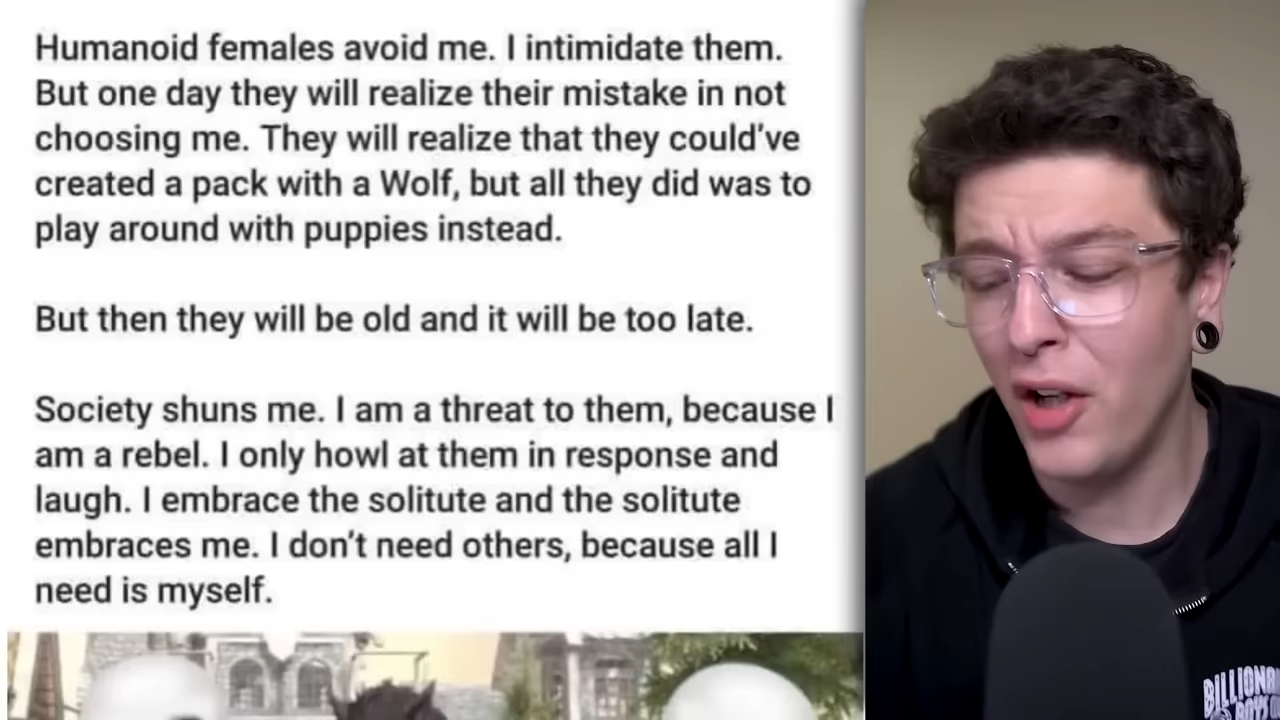 Humanoid females avoid me. I intimidate them.
But one day they will realize their mistake in not
choosing me. They will realize that they could've
created a pack with a Wolf, but all they did was to
play around with puppies instead.
But then they will be old and it will be too late.
Society shuns me. I am a threat to them, because I
am a rebel. I only howl at them in response and
laugh. I embrace the solitute and the solitute
embraces me. I don't need others, because all I
need is myself.
BOYS